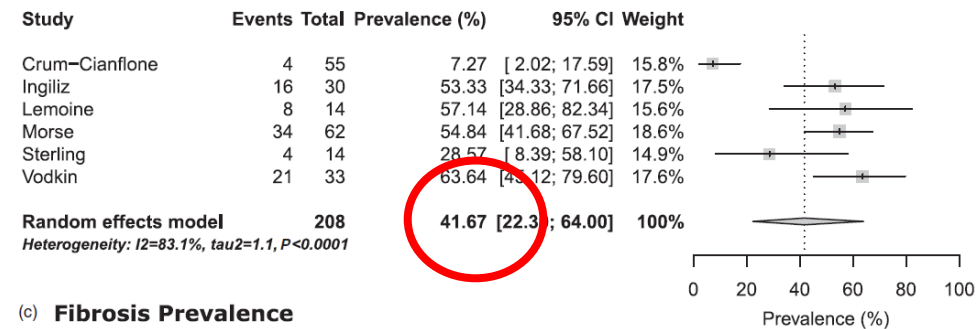 Study Events Total Prevalence (%) 95% CI Weight
Crum−Cianflone 4 55 7.27 [ 2.02; 17.59] 15.8%
Ingiliz 16 30 53.33 [34.33; 71.66] 17.5%
Lemoine 8 14 57.14 [28.86; 82.34] 15.6%
Morse 34 62 54.84 [41.68; 67.52] 18.6%
Sterling 4 14 28.57 [ 8.39; 58.10] 14.9%
Vodkin 21 33 63.64 [45.12; 79.60] 17.6%
Random effects model 208 41.67 64.00] 100%
Heterogeneity: I2=83.1%, tau2=1.1, P<0.0001
0 20 40 60 80 100
Prevalence (%)
(c) Fibrosis Prevalence